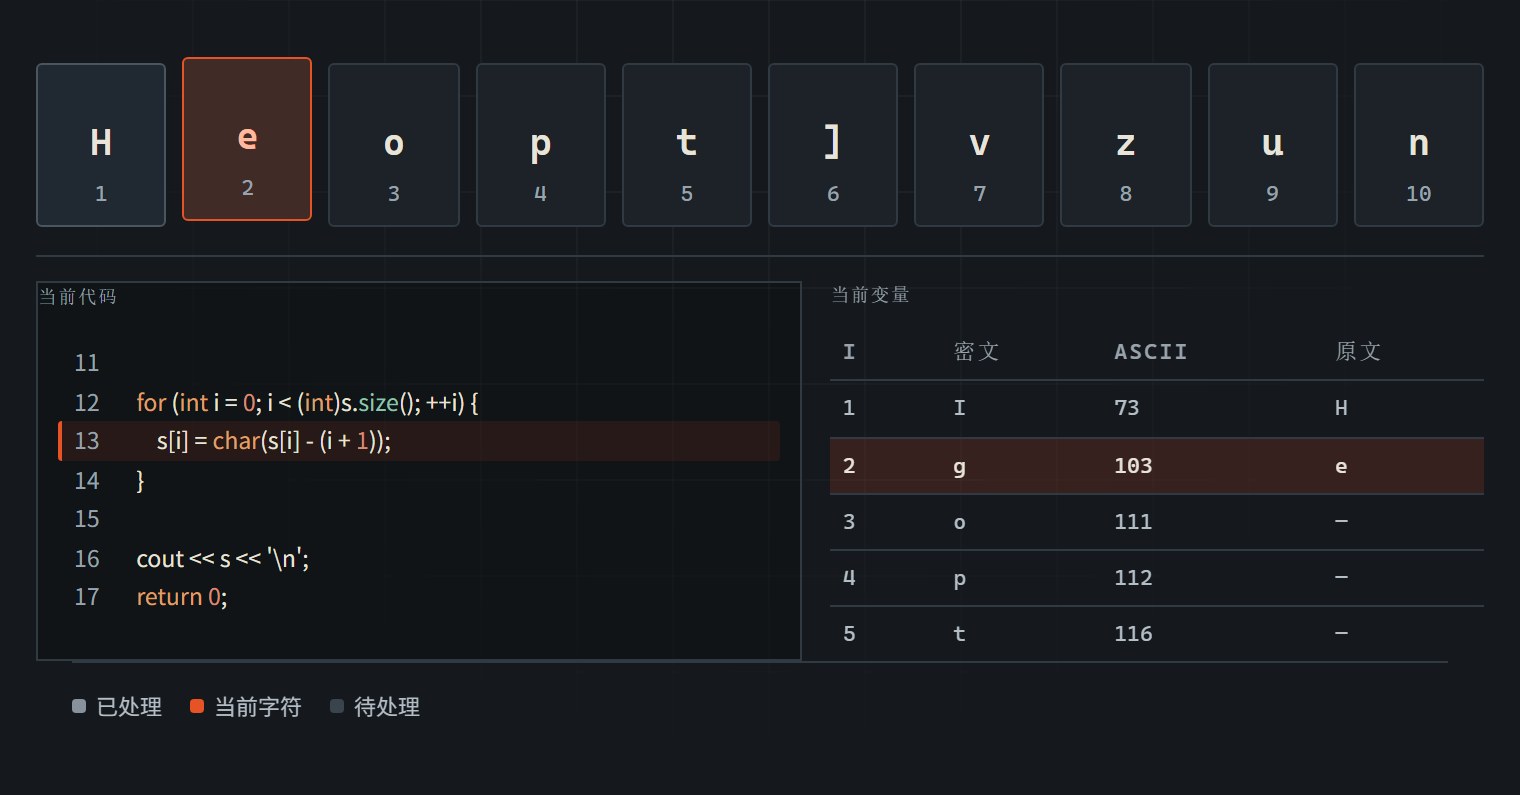 H e o p t ] v z u n
1 2 3 4 5 6 7 8 9 10
当前代码
11
12 for (int i = 0; i < (int)s.size(); ++i) {
13 s[i] = char(s[i] - (i + 1));
14 }
15
16 cout << s << '\n';
17 return 0;
当前变量
I 密文 ASCII 原文
1 I 73 H
2 g 103 e
3 o 111 —
4 p 112 —
5 t 116 —
已处理 当前字符 待处理